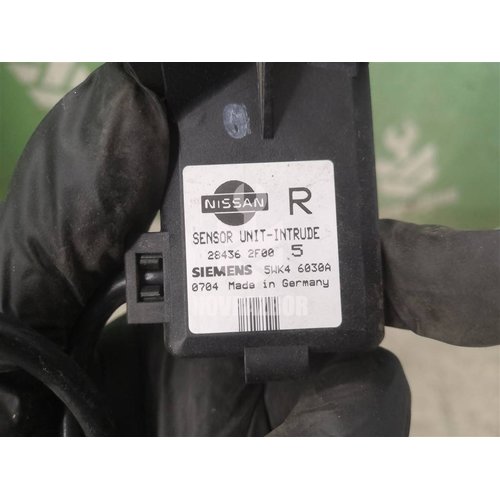 NISSAN R
SENSOR UNIT-INTRUDE
28436 2F00 5
SIEMENS 5WK4 6030A
0704 Made in Germany